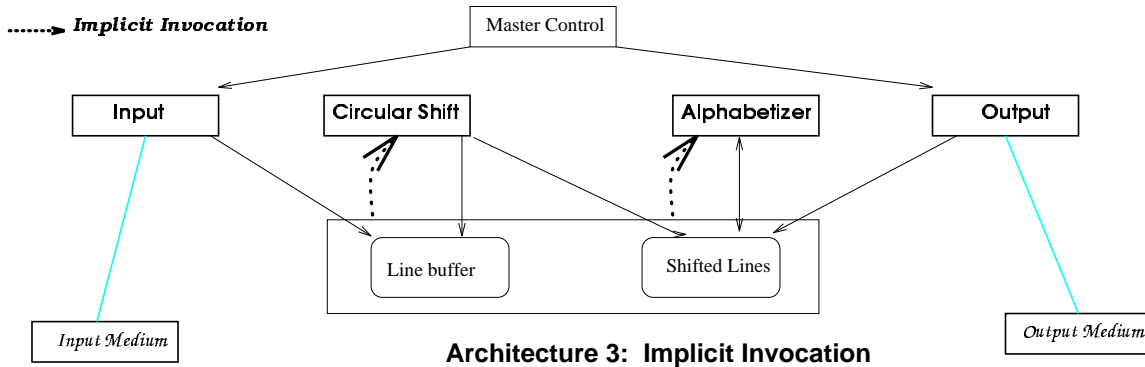 Implicit Invocation
Master Control
Input
Circular Shift
Alphabetizer
Output
Line buffer
Shifted Lines
Input Medium
Output Medium
Architecture 3: Implicit Invocation